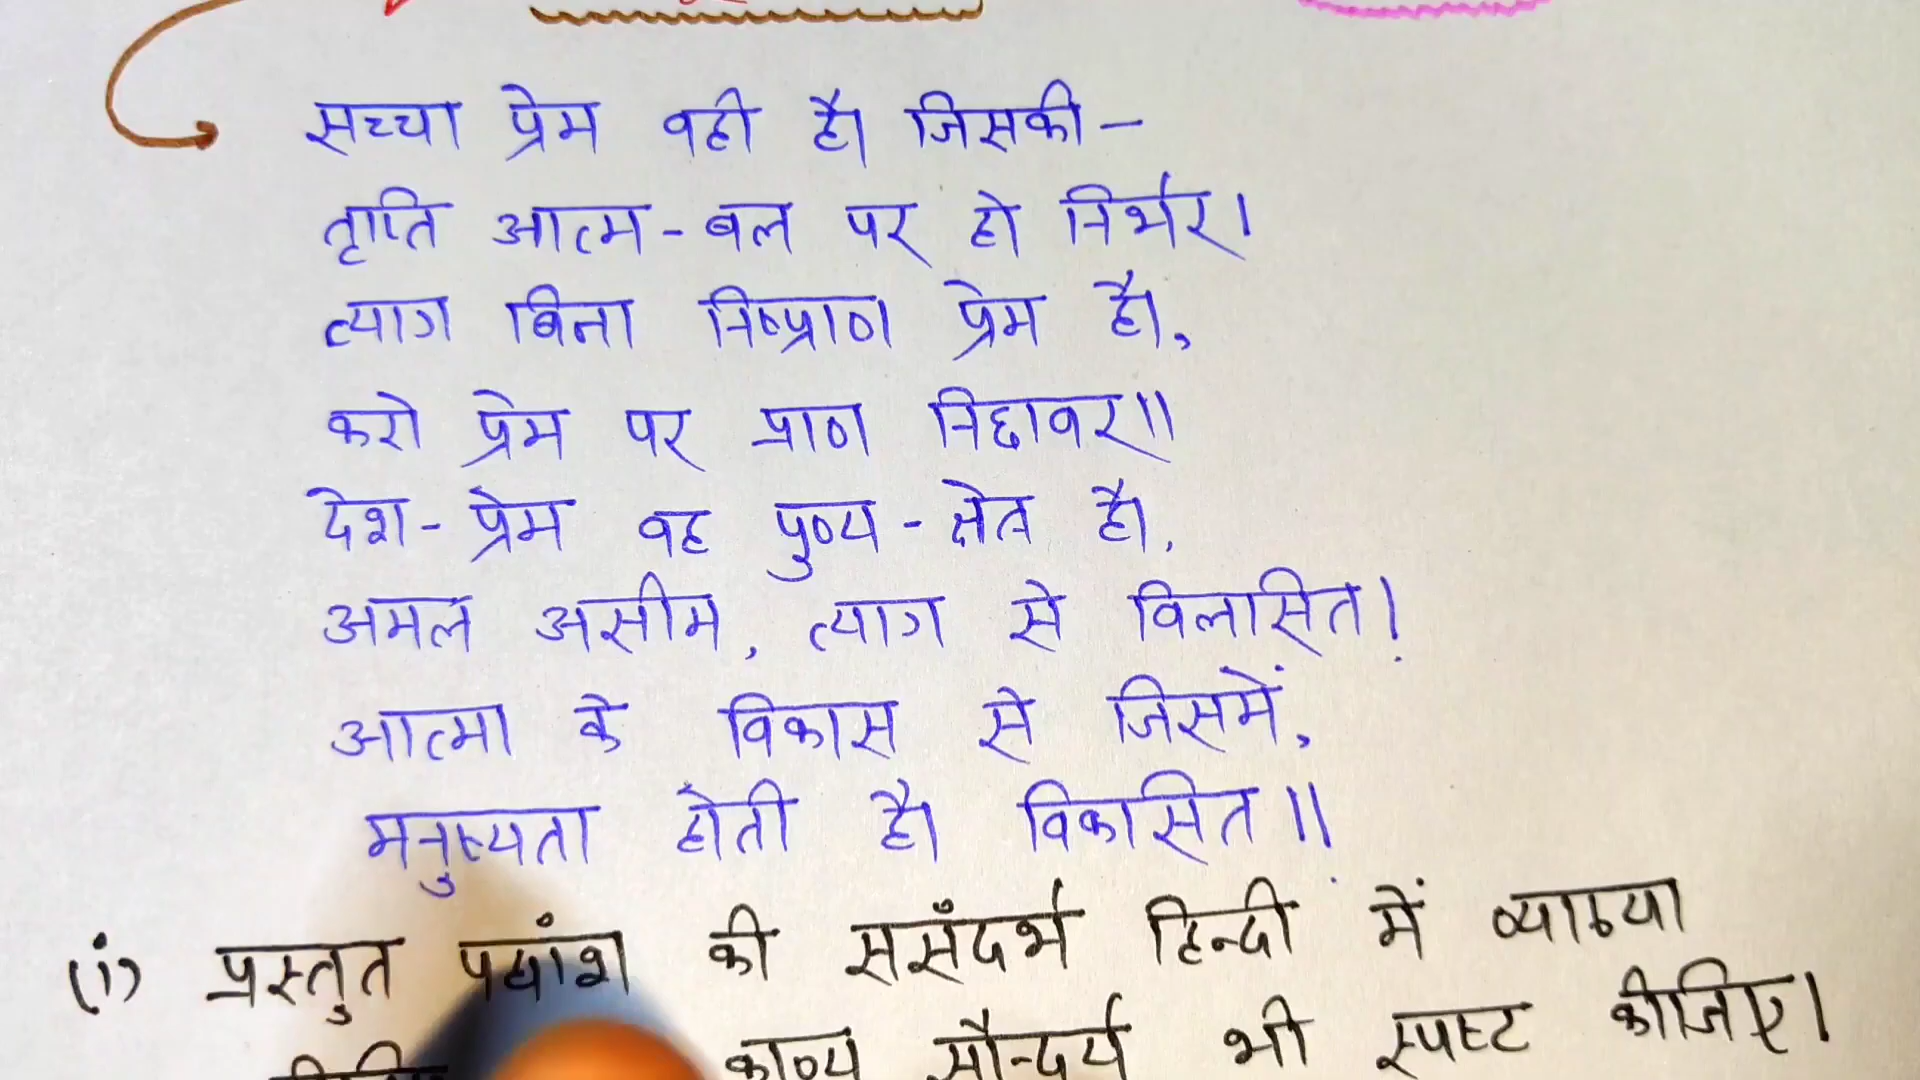 सच्चा प्रेम वही है जिसकी -
तृप्ति आत्म - बल पर हो निर्भर।
त्याग बिना निष्प्राण प्रेम है,
करो प्रेम पर प्राण निछावर॥
देश - प्रेम वह पुण्य - क्षेत्र है,
अमल असीम, त्याग से विलासित!
आत्मा के विकास से जिसमें,
मनुष्यता होती है विकसित॥
(i) प्रस्तुत पद्यांश की ससंदर्भ हिन्दी में व्याख्या
काव्य सौन्दर्य भी स्पष्ट कीजिए।